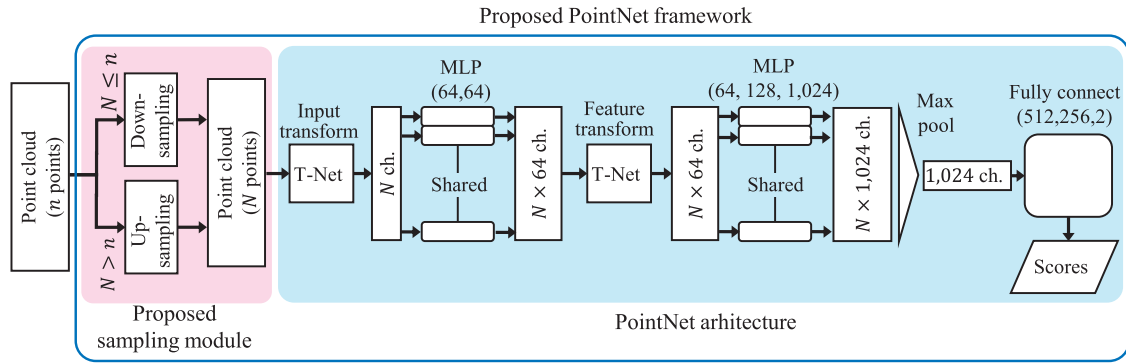 Proposed PointNet framework
Point cloud
(n points)
N ≤ n
Down-
sampling
N > n
Up-
sampling
Point cloud
(N points)
Proposed
sampling module
Input
transform
T-Net
N ch.
MLP
(64,64)
Shared
N × 64 ch.
Feature
transform
T-Net
N × 64 ch.
MLP
(64, 128, 1,024)
Shared
N × 1,024 ch.
Max
pool
1,024 ch.
Fully connect
(512,256,2)
Scores
PointNet arhitecture